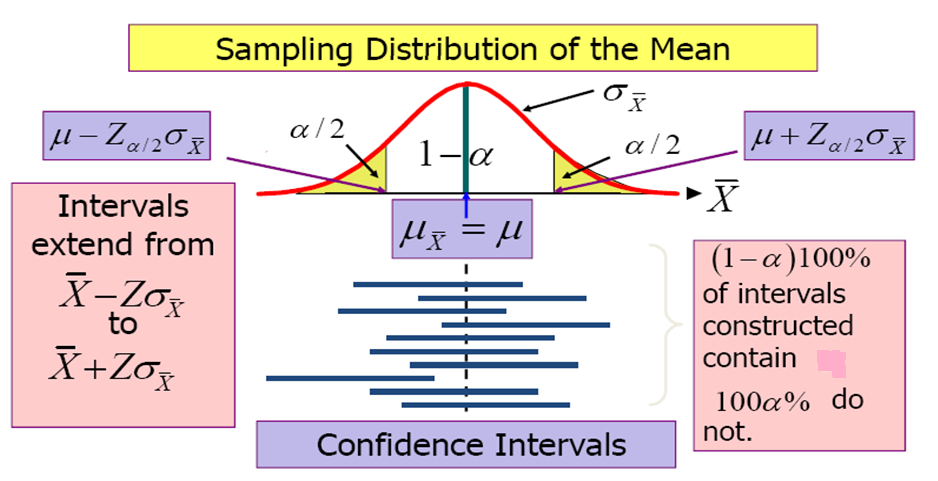 Sampling Distribution of the Mean
σ_X̄
μ − Z_α/2 σ_X̄
α / 2
1 − α
α / 2
μ + Z_α/2 σ_X̄
X̄
μ_X̄ = μ
Intervals
extend from
X̄ − Zσ_X̄
to
X̄ + Zσ_X̄
(1 − α)100%
of intervals
constructed
contain
100α% do
not.
Confidence Intervals